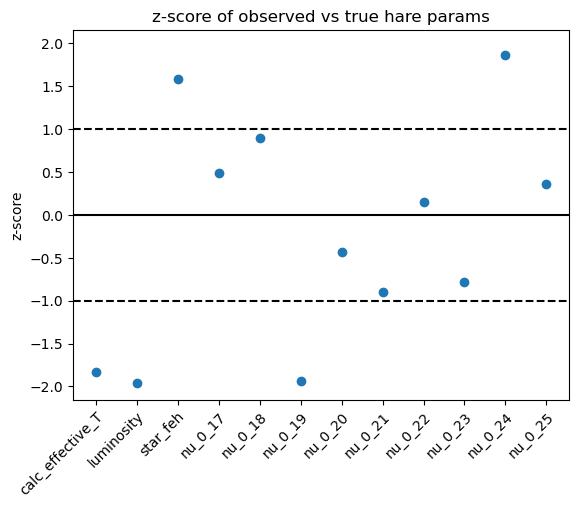 z-score of observed vs true hare params
z-score
2.0
1.5
1.0
0.5
0.0
−0.5
−1.0
−1.5
−2.0
calc_effective_T
luminosity
star_feh
nu_0_17
nu_0_18
nu_0_19
nu_0_20
nu_0_21
nu_0_22
nu_0_23
nu_0_24
nu_0_25